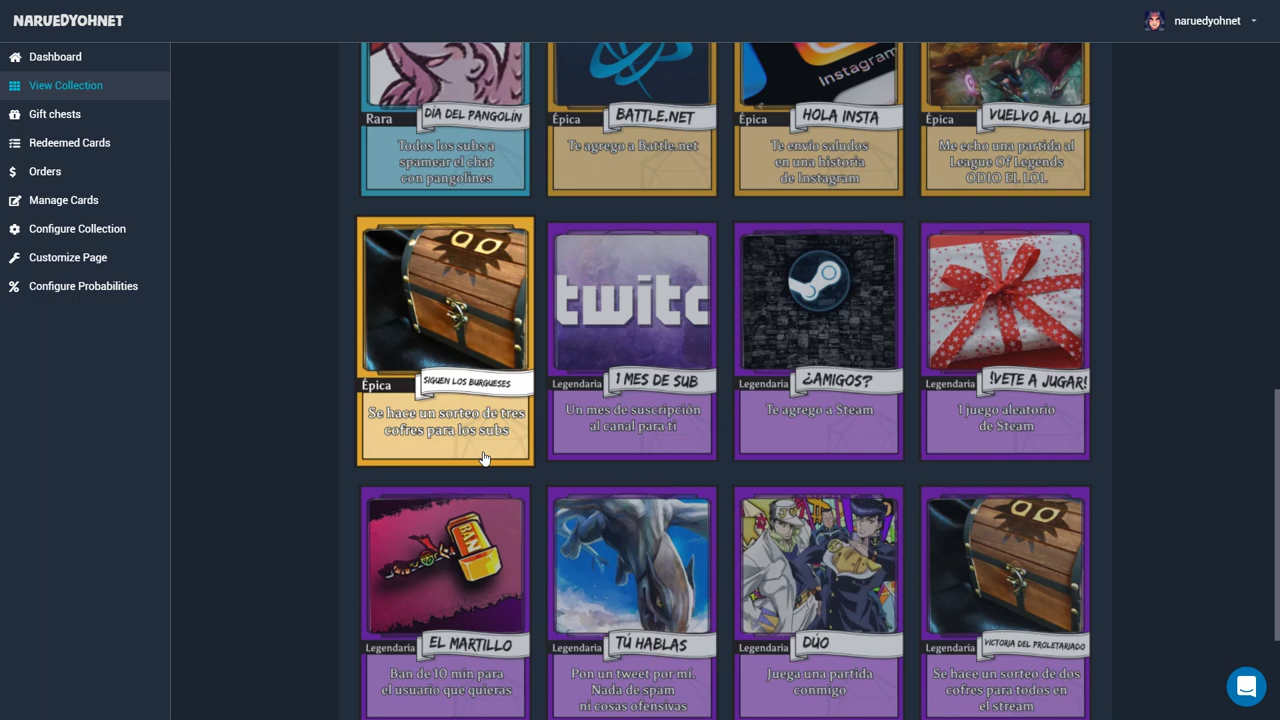 NARUEDYOHNET
naruedyohnet
Dashboard
View Collection
Gift chests
Redeemed Cards
Orders
Manage Cards
Configure Collection
Customize Page
Configure Probabilities
Instagram
Rara
DÍA DEL PANGOLÍN
Todos los subs a
spamear el chat
con pangolines
Épica
BATTLE.NET
Te agrego a Battle.net
Épica
HOLA INSTA
Te envío saludos
en una historia
de Instagram
Épica
VUELVO AL LOL
Me echo una partida al
League Of Legends
ODIO EL LOL
Épica
SIGUEN LOS BURGUESES
Se hace un sorteo de tres
cofres para los subs
twitc
Legendaria
1 MES DE SUB
Un mes de suscripción
al canal para ti
Legendaria
¿AMIGOS?
Te agrego a Steam
Legendaria
!VETE A JUGAR!
1 juego aleatorio
de Steam
BAN
Legendaria
EL MARTILLO
Ban de 10 min para
el usuario que quieras
Legendaria
TÚ HABLAS
Pon un tweet por mí.
Nada de spam
ni cosas ofensivas
Legendaria
DÚO
Juega una partida
conmigo
Legendaria
VICTORIA DEL PROLETARIADO
Se hace un sorteo de dos
cofres para todos en
el stream